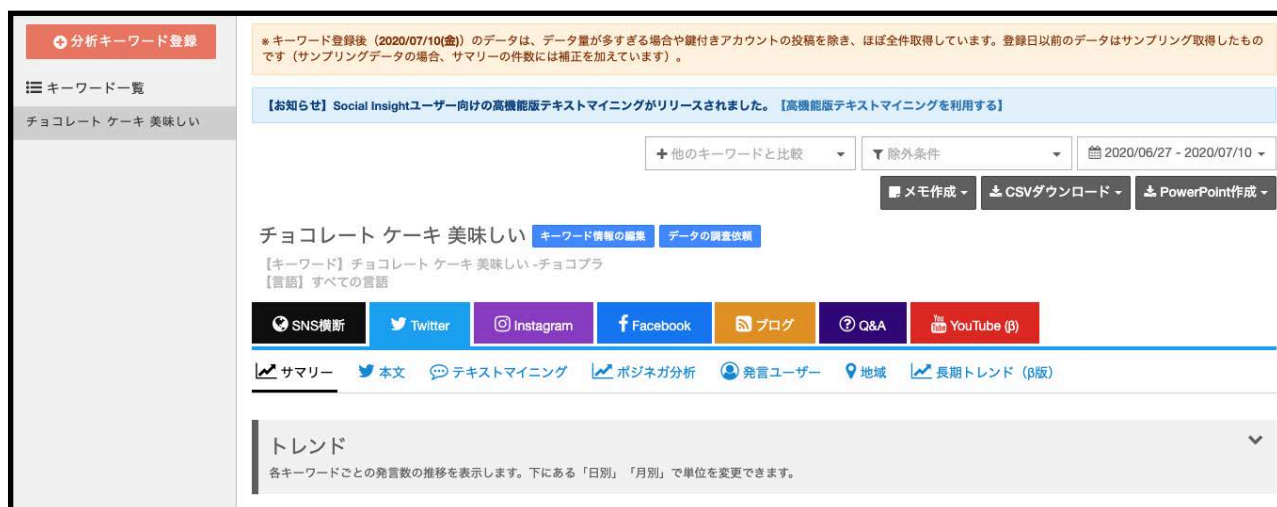 分析キーワード登録
キーワード一覧
チョコレート ケーキ 美味しい
※ キーワード登録後（2020/07/10(金)）のデータは、データ量が多すぎる場合や鍵付きアカウントの投稿を除き、ほぼ全件取得しています。登録日以前のデータはサンプリング取得したもの
です（サンプリングデータの場合、サマリーの件数には補正を加えています）。
【お知らせ】Social Insightユーザー向けの高機能版テキストマイニングがリリースされました。【高機能版テキストマイニングを利用する】
他のキーワードと比較 除外条件 2020/06/27 - 2020/07/10
メモ作成 CSVダウンロード PowerPoint作成
チョコレート ケーキ 美味しい キーワード情報の編集 データの調査依頼
【キーワード】チョコレート ケーキ 美味しい -チョコプラ
【言語】すべての言語
SNS横断 Twitter Instagram Facebook ブログ Q&A You Tube YouTube (β)
サマリー 本文 テキストマイニング ポジネガ分析 発言ユーザー 地域 長期トレンド（β版）
トレンド
各キーワードごとの発言数の推移を表示します。下にある「日別」「月別」で単位を変更できます。